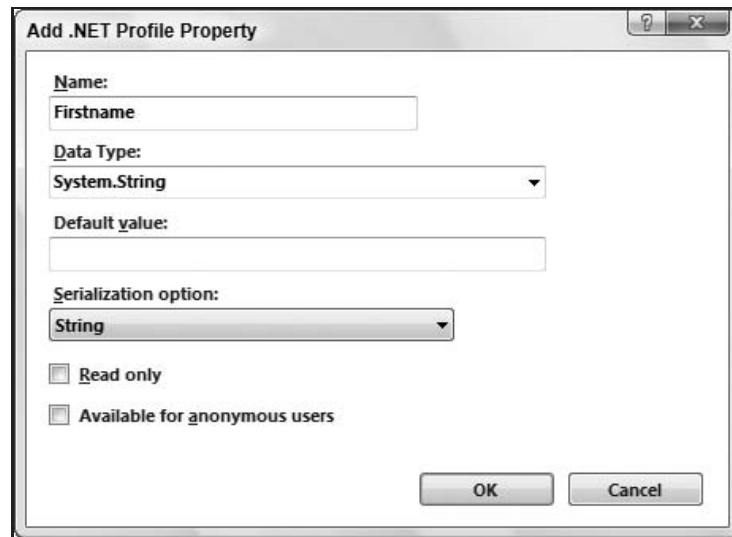 Add .NET Profile Property
?
Name:
Firstname
Data Type:
System.String
Default value:
Serialization option:
String
Read only
Available for anonymous users
OK Cancel